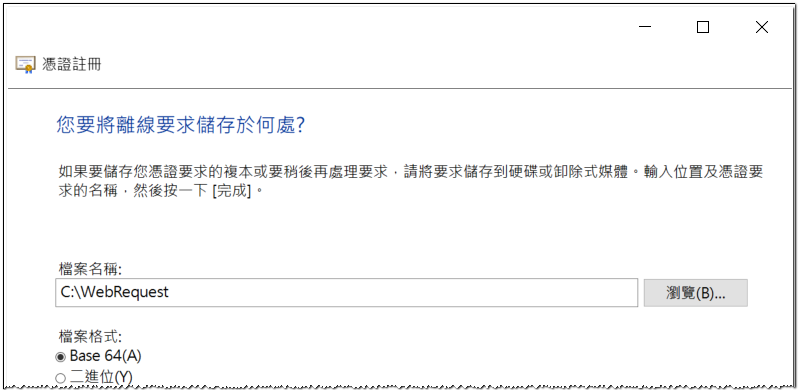 憑證註冊
您要將離線要求儲存於何處?
如果要儲存您憑證要求的複本或要稍後再處理要求，請將要求儲存到硬碟或卸除式媒體。輸入位置及憑證要
求的名稱，然後按一下 [完成]。
檔案名稱:
C:\WebRequest
瀏覽(B)...
檔案格式:
Base 64(A)
二進位(Y)